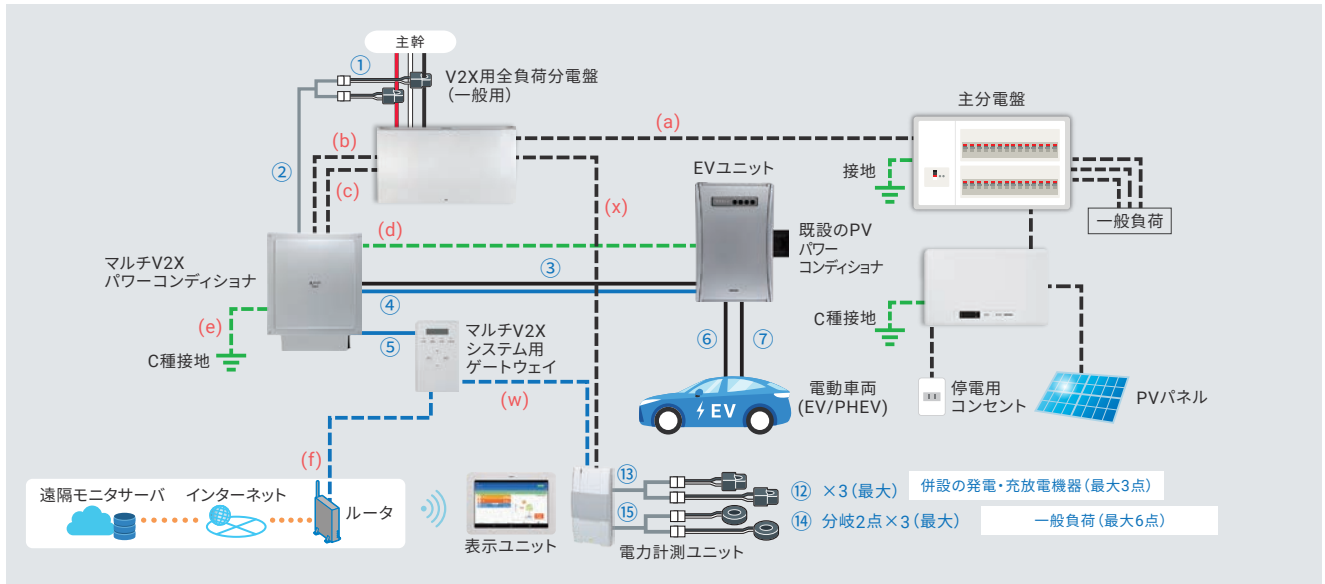 主幹
①
V2X用全負荷分電盤
(一般用)
主分電盤
(a)
(b)
②
(c)
接地
EVユニット
(x)
一般負荷
(d)
既設のPV
パワー
コンディショナ
マルチV2X
パワーコンディショナ
③
④
(e)
C種接地
⑤
マルチV2X
システム用
ゲートウェイ
⑥
⑦
C種接地
(w)
電動車両
(EV/PHEV)
EV
停電用
コンセント
PVパネル
(f)
遠隔モニタサーバ
インターネット
ルータ
表示ユニット
⑬
⑮
電力計測ユニット
⑫ ×3(最大)
併設の発電・充放電機器(最大3点)
⑭ 分岐2点×3(最大)
一般負荷(最大6点)